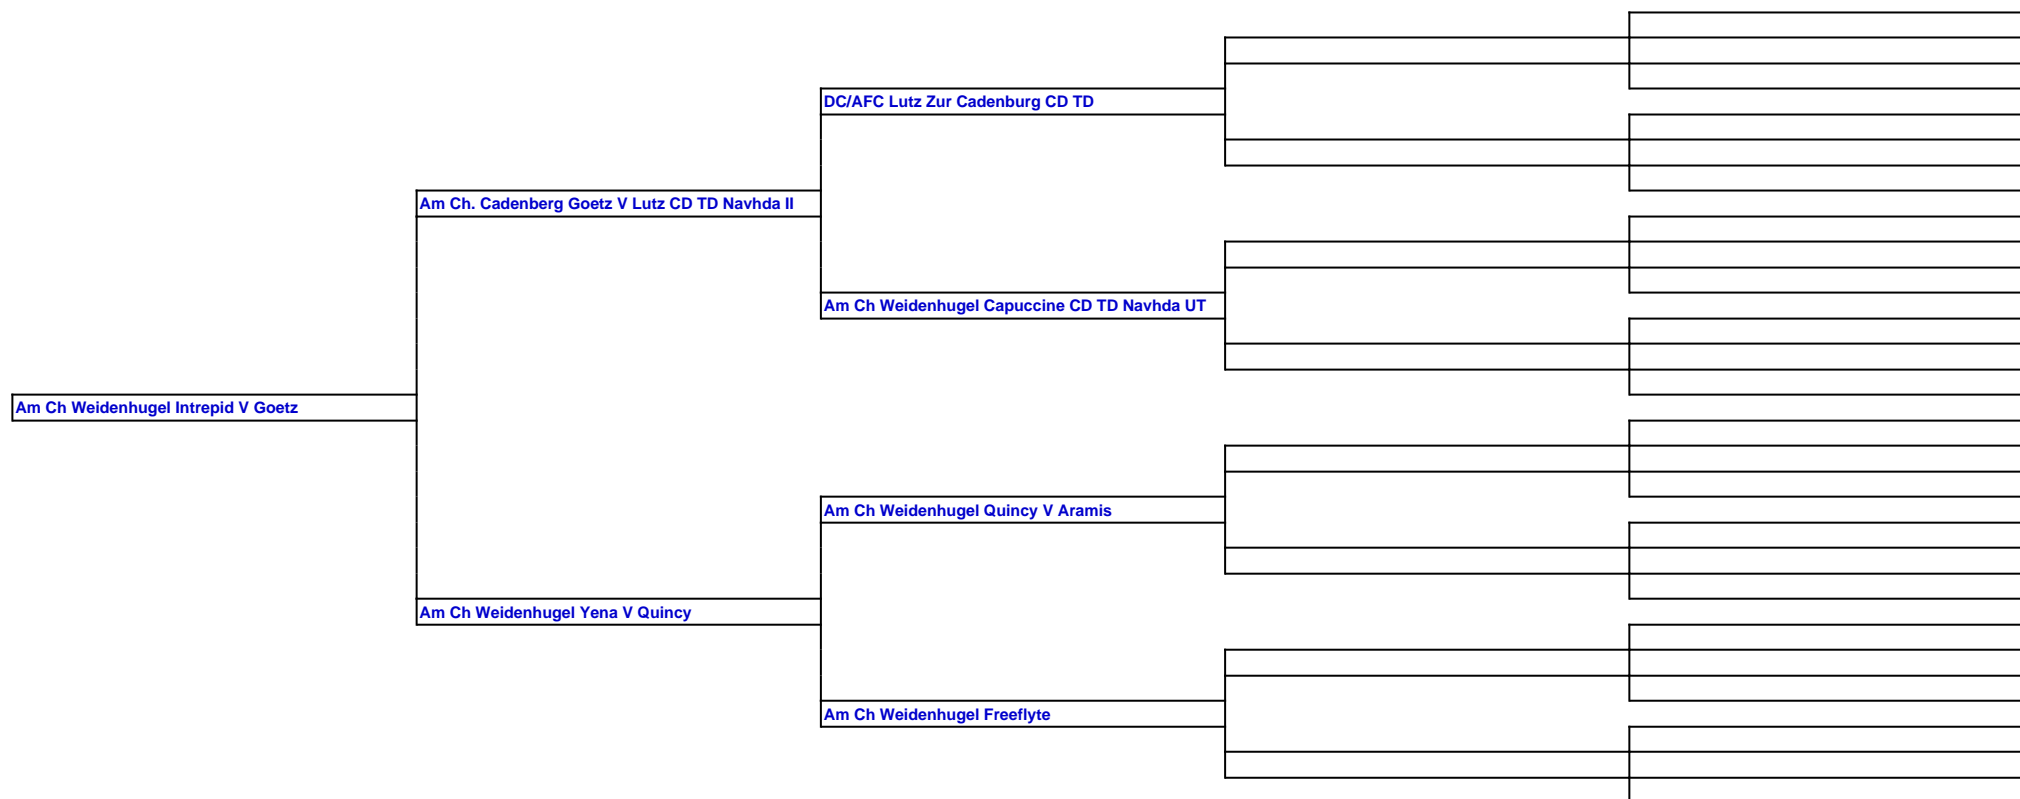 DC/AFC Lutz Zur Cadenburg CD TD
Am Ch. Cadenberg Goetz V Lutz CD TD Navhda II
Am Ch Weidenhugel Capuccine CD TD Navhda UT
Am Ch Weidenhugel Intrepid V Goetz
Am Ch Weidenhugel Quincy V Aramis
Am Ch Weidenhugel Yena V Quincy
Am Ch Weidenhugel Freeflyte